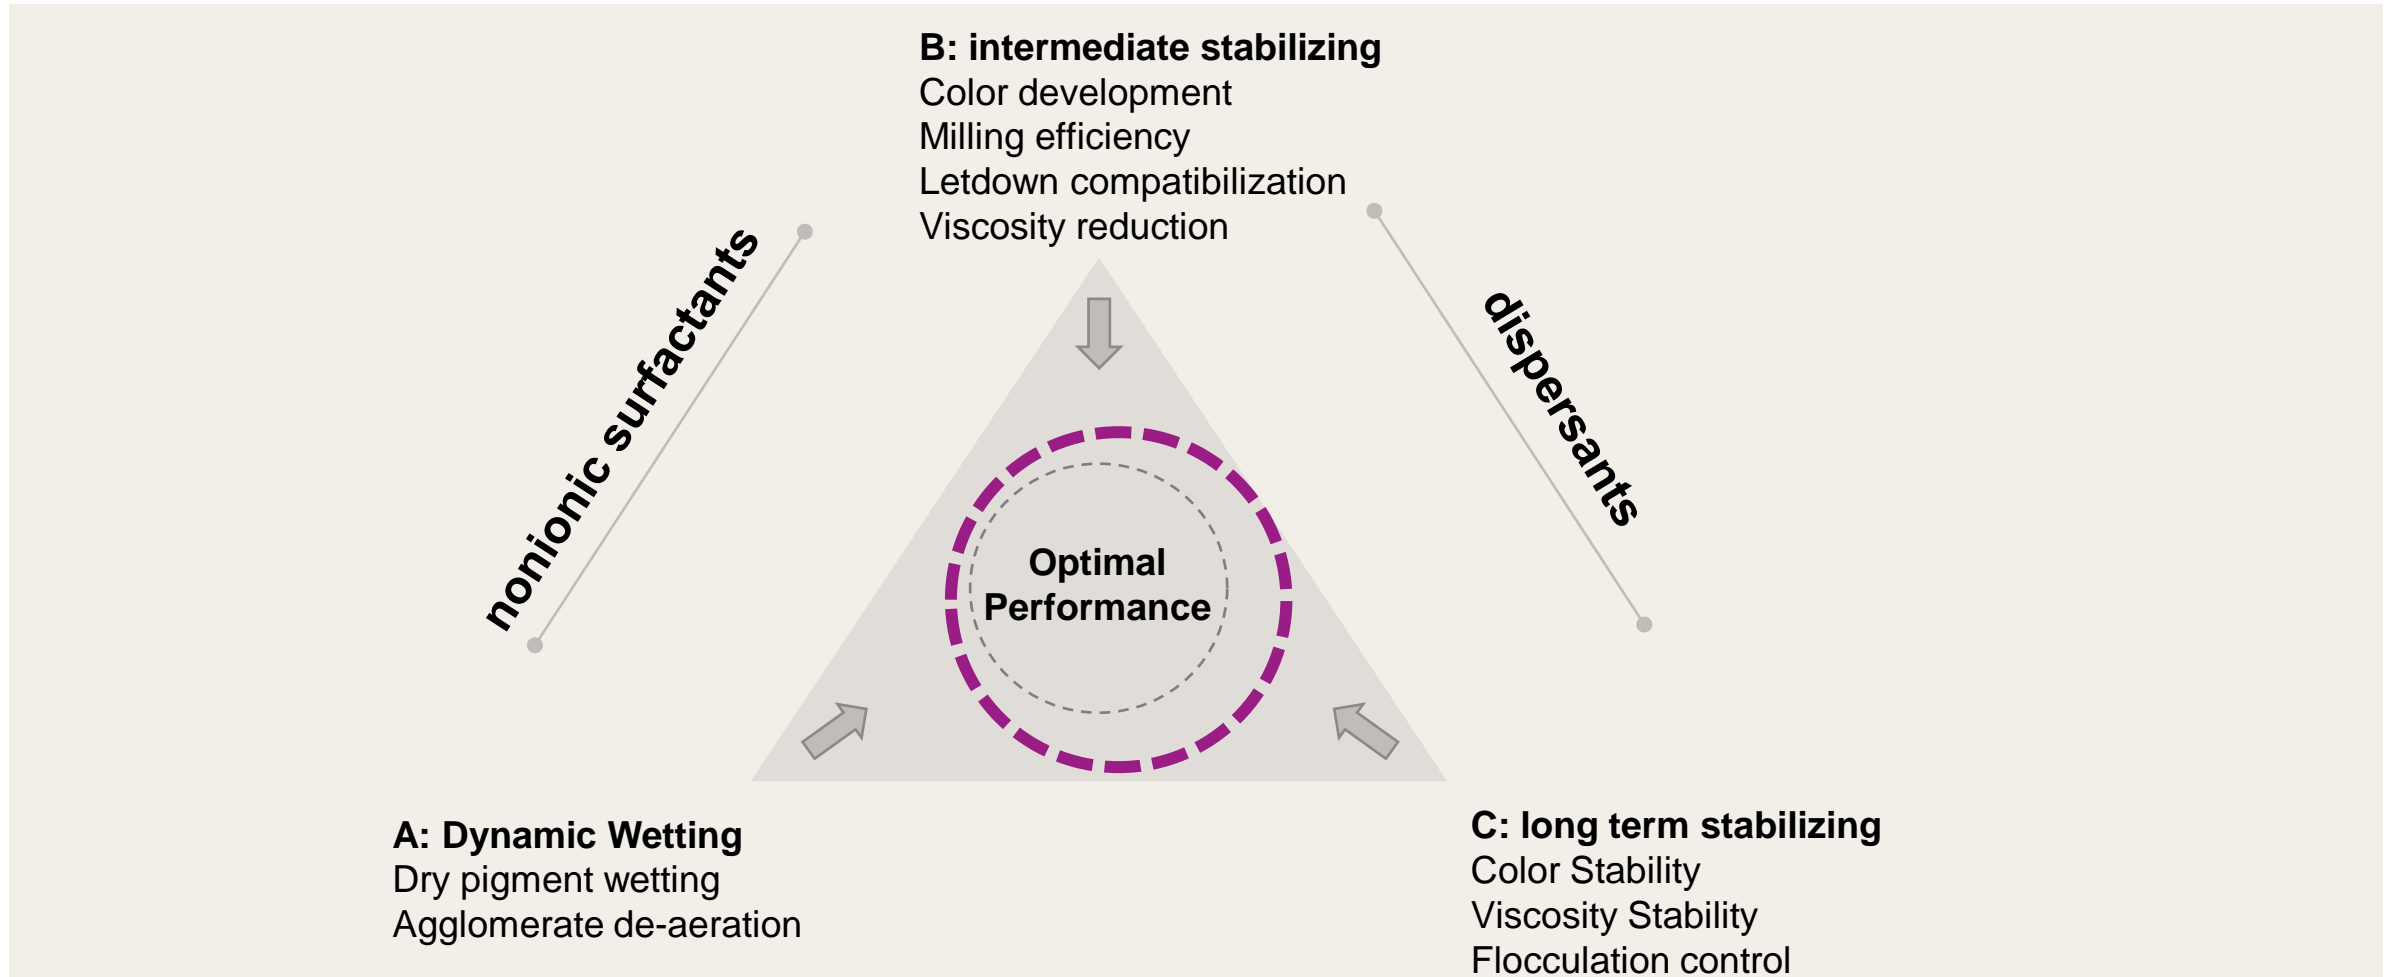 B: intermediate stabilizing
Color development
Milling efficiency
Letdown compatibilization
Viscosity reduction
nonionic surfactants
dispersants
Optimal
Performance
A: Dynamic Wetting
Dry pigment wetting
Agglomerate de-aeration
C: long term stabilizing
Color Stability
Viscosity Stability
Flocculation control